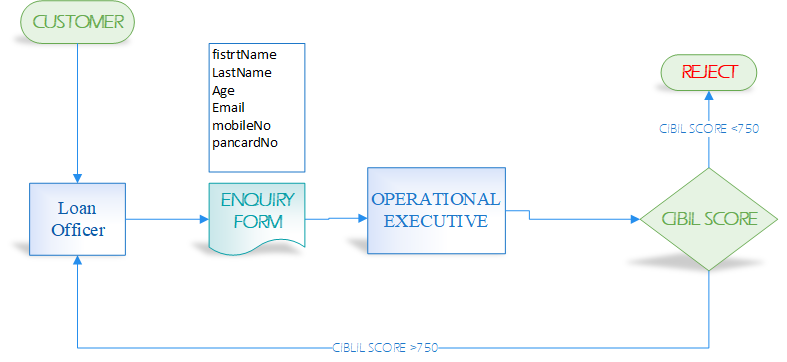 CUSTOMER
fistrtName
LastName
Age
Email
mobileNo
pancardNo
REJECT
CIBIL SCORE <750
Loan
Officer
ENQUIRY
FORM
OPERATIONAL
EXECUTIVE
CIBIL SCORE
CIBLIL SCORE >750